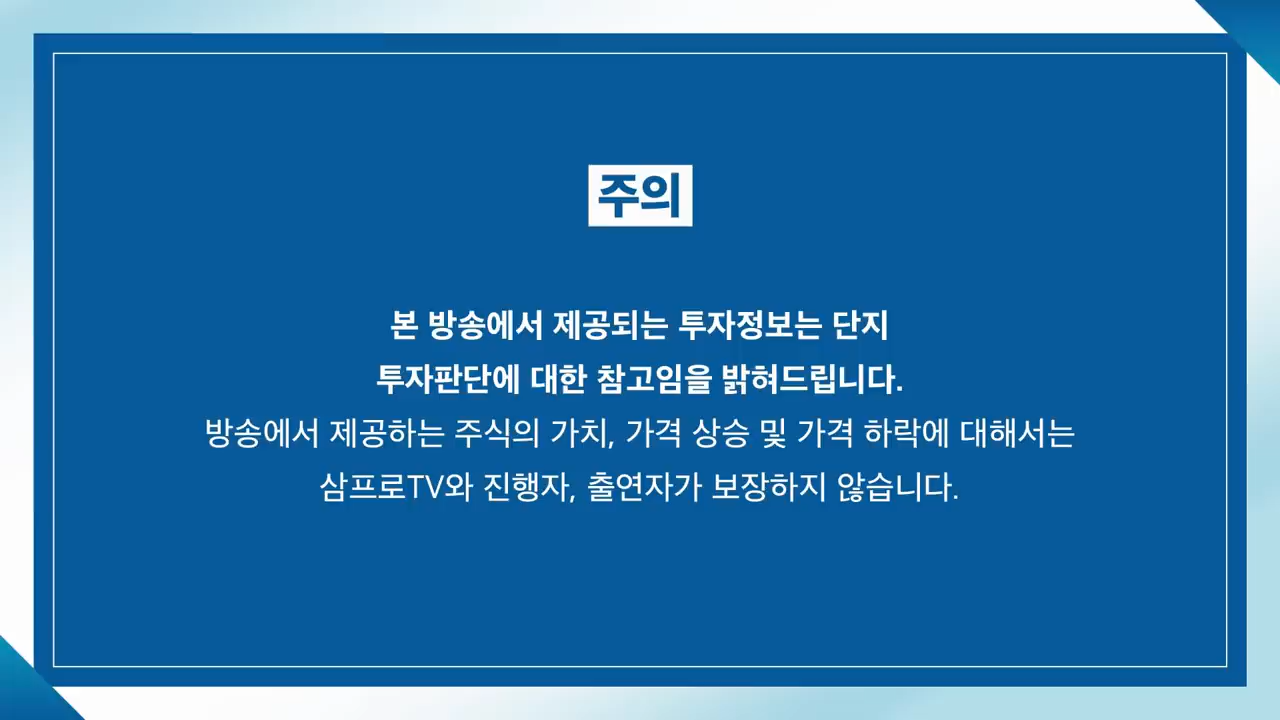 주의
본 방송에서 제공되는 투자정보는 단지
투자판단에 대한 참고임을 밝혀드립니다.
방송에서 제공하는 주식의 가치, 가격 상승 및 가격 하락에 대해서는
삼프로TV와 진행자, 출연자가 보장하지 않습니다.